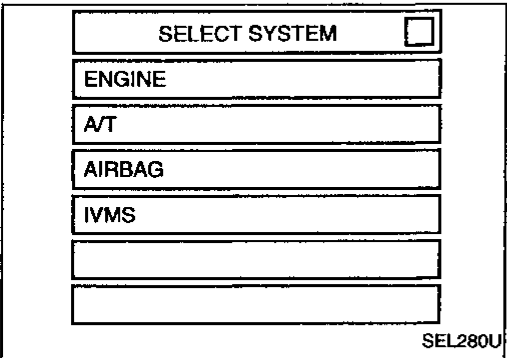 SELECT SYSTEM
ENGINE
A/T
AIRBAG
IVMS
SEL280U